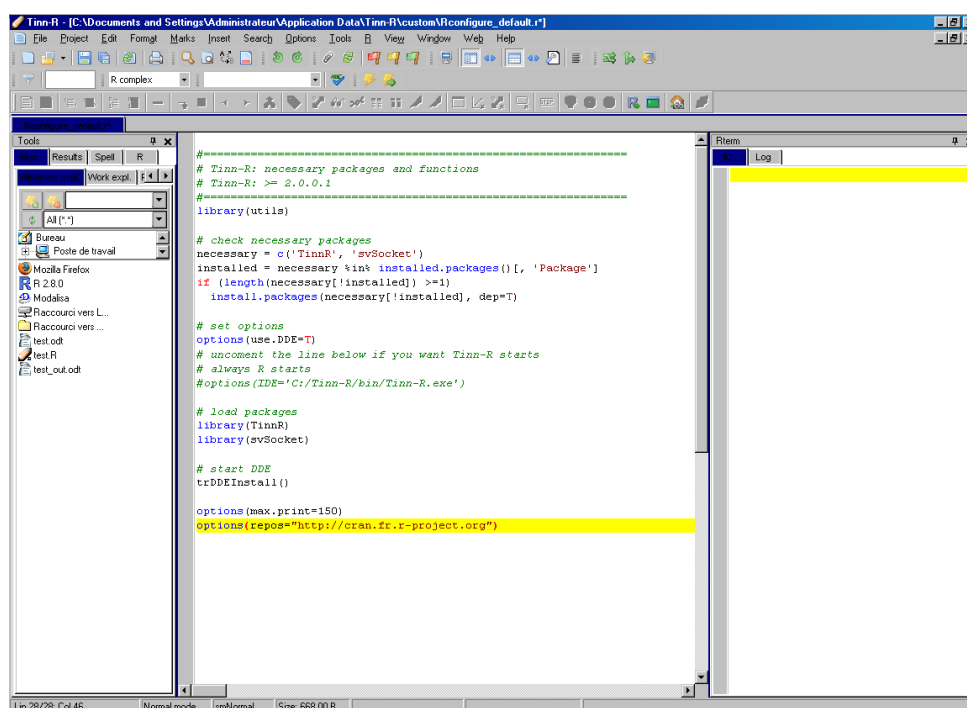 Tinn-R - [C:\Documents and Settings\Administrateur\Application Data\Tinn-R\custom\Rconfigure_default.r*]
File Project Edit Format Marks Insert Search Options Tools R View Window Web Help
R complex
Tools
Results Spell R
Work expl.
All (*.*)
Bureau
Poste de travail
Mozilla Firefox
R 2.8.0
Modalisa
Raccourci vers L...
Raccourci vers ...
test.odt
test.R
test_out.odt
#===============================================================
# Tinn-R: necessary packages and functions
# Tinn-R: >= 2.0.0.1
#===============================================================
library(utils)
# check necessary packages
necessary = c('TinnR', 'svSocket')
installed = necessary %in% installed.packages()[, 'Package']
if (length(necessary[!installed]) >=1)
install.packages(necessary[!installed], dep=T)
# set options
options(use.DDE=T)
# uncoment the line below if you want Tinn-R starts
# always R starts
#options(IDE='C:/Tinn-R/bin/Tinn-R.exe')
# load packages
library(TinnR)
library(svSocket)
# start DDE
trDDEInstall()
options(max.print=150)
options(repos="http://cran.fr.r-project.org")
Rterm
Log
Lin 28/28: Col 46 Normal mode smNormal Size: 668,00 B